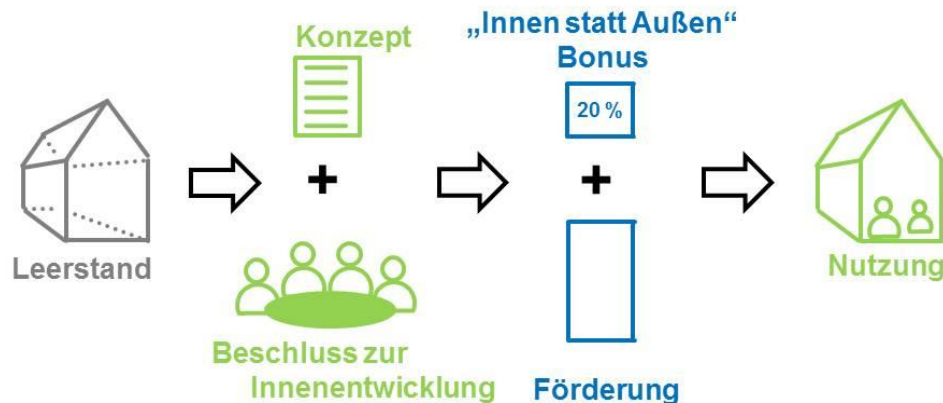 Leerstand
Konzept
Beschluss zur
Innenentwicklung
„Innen statt Außen“
Bonus
20 %
Förderung
Nutzung